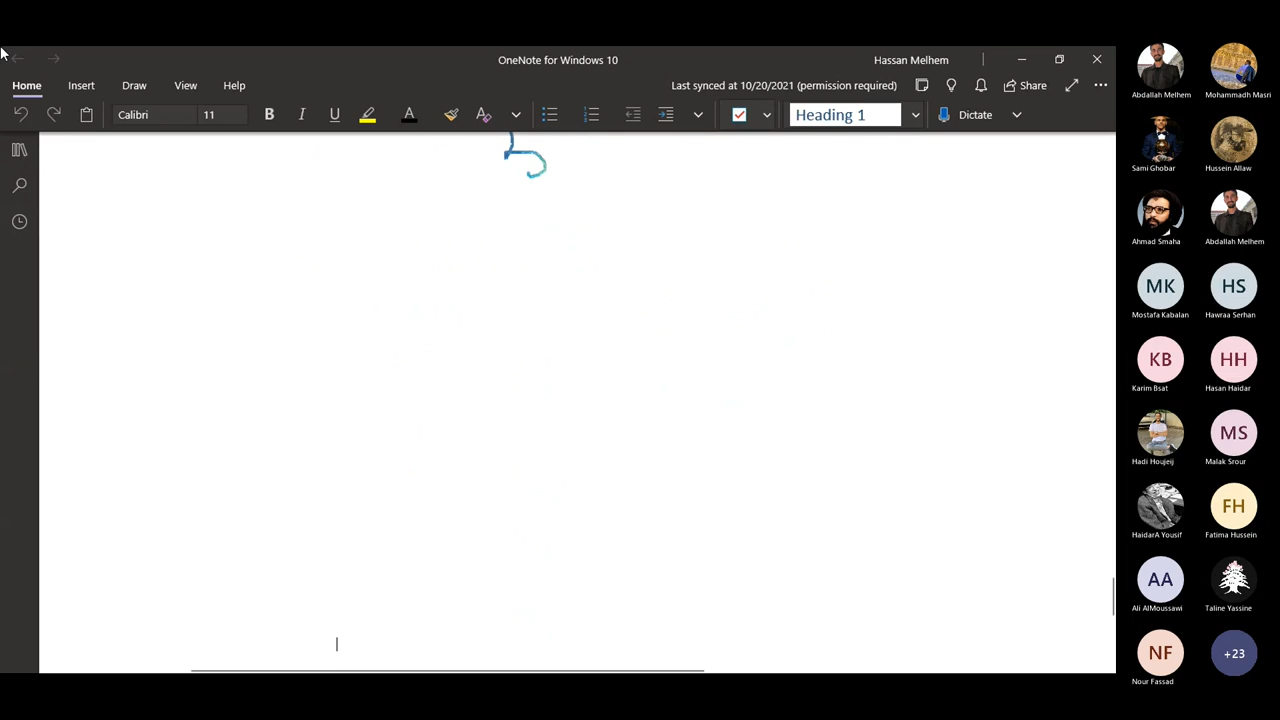 OneNote for Windows 10
Hassan Melhem
Home
Insert
Draw
View
Help
Last synced at 10/20/2021 (permission required)
Share
Calibri
11
B
I
U
A
A
Heading 1
Dictate
Abdallah Melhem
Mohammadh Masri
Sami Ghobar
Hussein Allaw
Ahmad Smaha
Abdallah Melhem
MK
HS
Mostafa Kabalan
Hawraa Serhan
KB
HH
Karim Bsat
Hasan Haidar
MS
Hadi Houjeij
Malak Srour
FH
HaidarA Yousif
Fatima Hussein
AA
Ali AlMoussawi
Taline Yassine
NF
+23
Nour Fassad